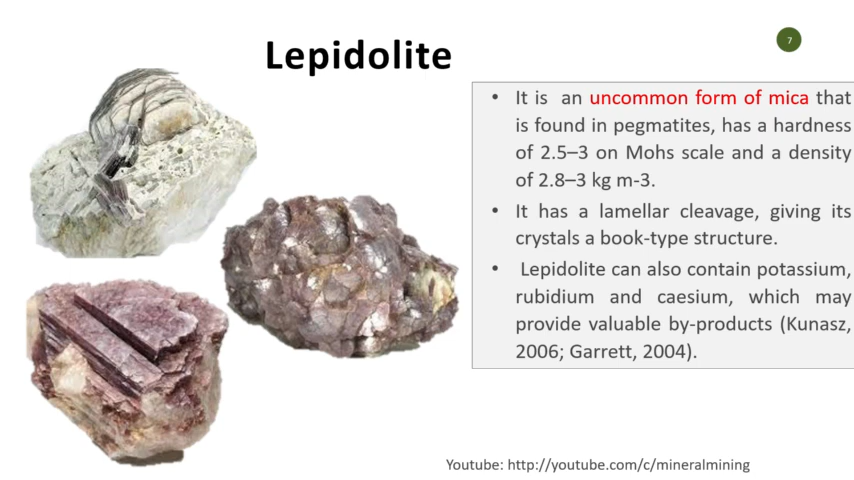 Lepidolite
7
• It is an uncommon form of mica that
is found in pegmatites, has a hardness
of 2.5–3 on Mohs scale and a density
of 2.8–3 kg m-3.
• It has a lamellar cleavage, giving its
crystals a book-type structure.
• Lepidolite can also contain potassium,
rubidium and caesium, which may
provide valuable by-products (Kunasz,
2006; Garrett, 2004).
Youtube: http://youtube.com/c/mineralmining